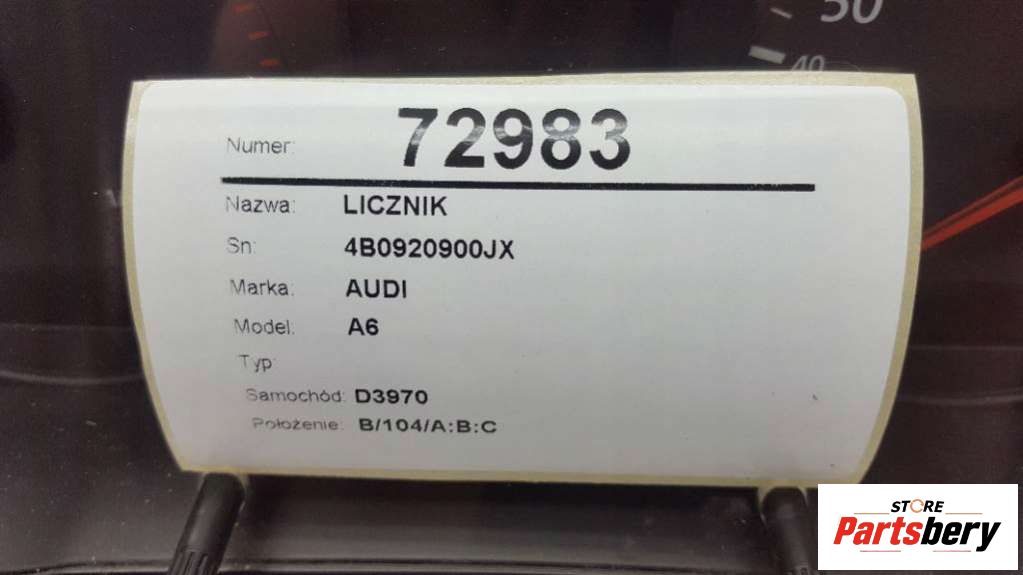 50
40
Numer: 72983
Nazwa: LICZNIK
Sn: 4B0920900JX
Marka: AUDI
Model: A6
Typ:
Samochód: D3970
Położenie: B/104/A:B:C
STORE
Partsbery